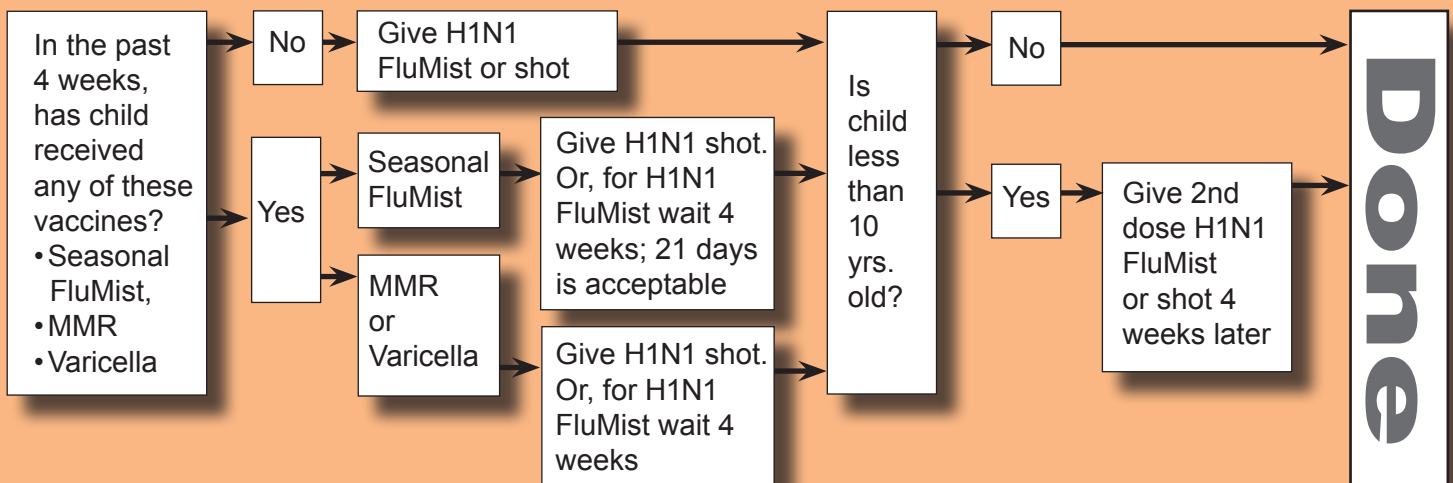 In the past
4 weeks,
has child
received
any of these
vaccines?
• Seasonal
FluMist,
• MMR
• Varicella
No
Give H1N1
FluMist or shot
Yes
Seasonal
FluMist
Give H1N1 shot.
Or, for H1N1
FluMist wait 4
weeks; 21 days
is acceptable
MMR
or
Varicella
Give H1N1 shot.
Or, for H1N1
FluMist wait 4
weeks
Is
child
less
than
10
yrs.
old?
No
Yes
Give 2nd
dose H1N1
FluMist
or shot 4
weeks later
Done